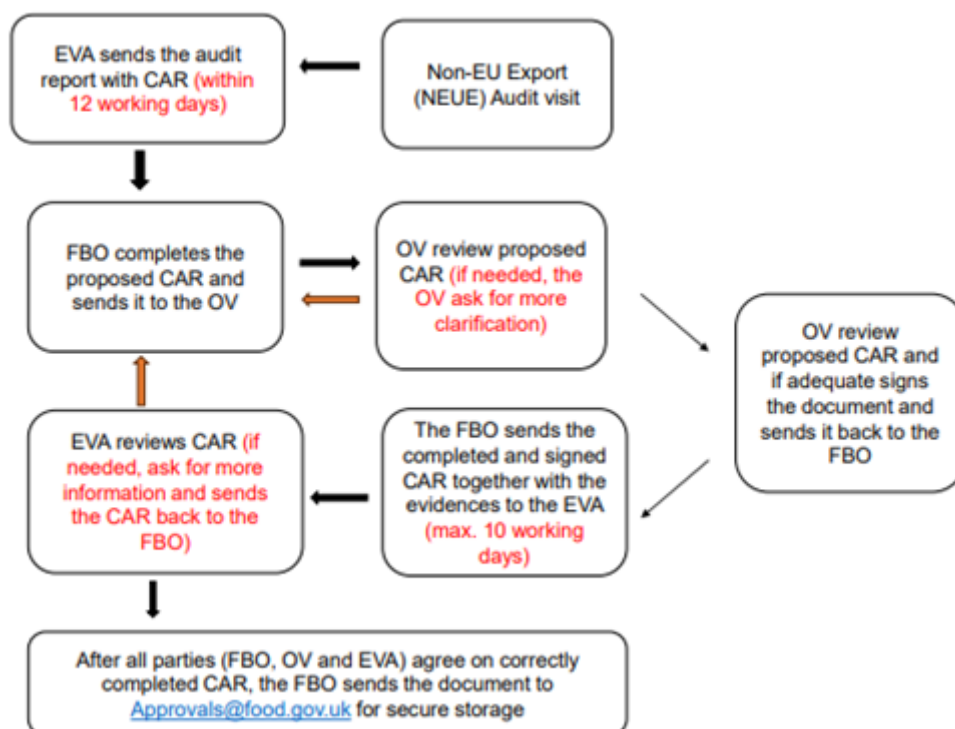 EVA sends the audit
report with CAR (within
12 working days)
Non-EU Export
(NEUE) Audit visit
FBO completes the
proposed CAR and
sends it to the OV
OV review proposed
CAR (if needed, the
OV ask for more
clarification)
OV review
proposed CAR and
if adequate signs
the document and
sends it back to the
FBO
The FBO sends the
completed and signed
CAR together with the
evidences to the EVA
(max. 10 working
days)
EVA reviews CAR (if
needed, ask for more
information and sends
the CAR back to the
FBO)
After all parties (FBO, OV and EVA) agree on correctly
completed CAR, the FBO sends the document to
Approvals@food.gov.uk for secure storage